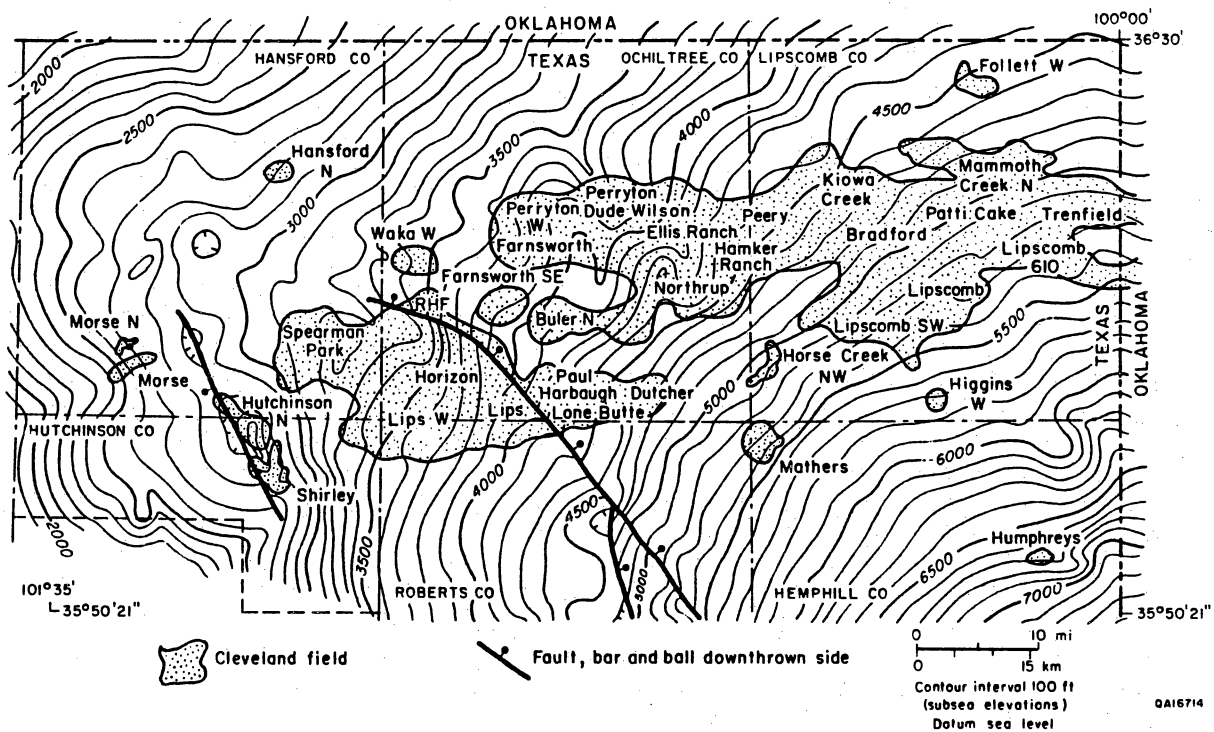 OKLAHOMA
100°00'
36°30'
HANSFORD CO
TEXAS
OCHILTREE CO
LIPSCOMB CO
Follett W
2000
2500
3000
3500
4000
4500
Hansford
N
Mammoth
Creek N
Kiowa
Creek
Perryton
Dude Wilson
Perryton
W
Peery
Patti Cake
Trenfield
Waka W
Ellis Ranch
Bradford
Farnsworth
Hamker
Ranch
Lipscomb
610
Farnsworth SE
Northrup
Lipscomb
RHF
Buler N
Lipscomb SW
5500
TEXAS
OKLAHOMA
Morse N
Spearman
Park
Horse Creek
NW
Morse
Horizon
Paul
Harbaugh
Dutcher
5000
Higgins
W
Hutchinson
N
Lips W
Lips
Lone Butte
HUTCHINSON CO
Mathers
6000
Shirley
4000
4500
2000
3500
Humphreys
6500
7000
5000
101°35'
35°50'21"
ROBERTS CO
HEMPHILL CO
35°50'21"
Cleveland field
Fault, bar and ball downthrown side
0 10 mi
0 15 km
Contour interval 100 ft
(subsea elevations)
Datum sea level
QA16714